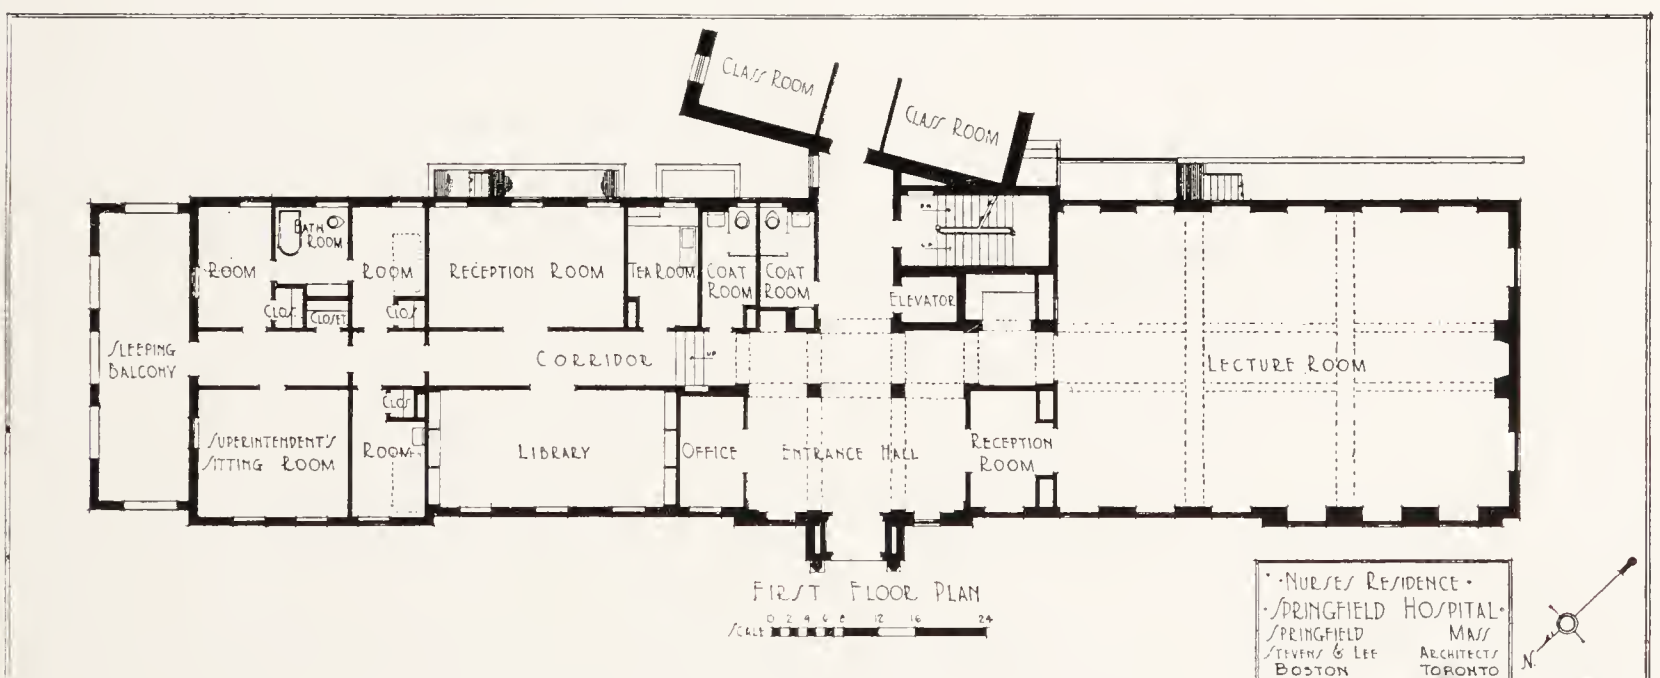 CLASS ROOM
CLASS ROOM
D.N.
UP
BATH
ROOM
ROOM
ROOM
RECEPTION ROOM
TEA ROOM
COAT
ROOM
COAT
ROOM
ELEVATOR
CLOS.
CLOSET
CLOS
SLEEPING
BALCONY
CORRIDOR
UP
LECTURE ROOM
CLOS
SUPERINTENDENT'S
SITTING ROOM
ROOM
LIBRARY
OFFICE
ENTRANCE HALL
RECEPTION
ROOM
FIRST FLOOR PLAN
SCALE 0 2 4 6 8 12 16 24
·NURSES RESIDENCE·
·SPRINGFIELD HOSPITAL·
SPRINGFIELD MASS
STEVENS & LEE ARCHITECTS
BOSTON TORONTO
N.